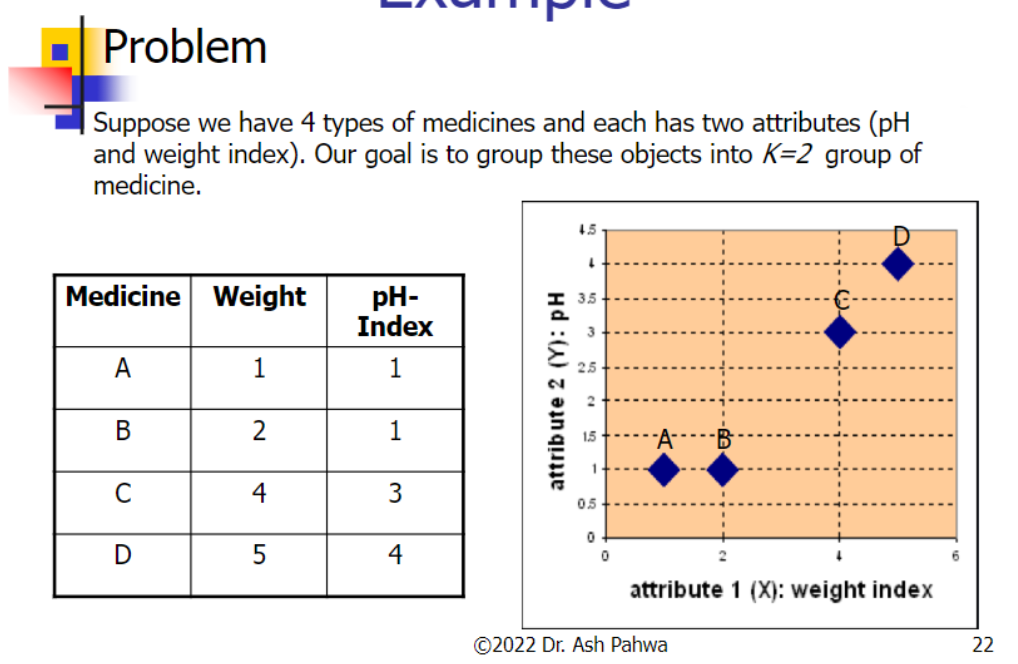 Example
Problem
Suppose we have 4 types of medicines and each has two attributes (pH
and weight index). Our goal is to group these objects into K=2 group of
medicine.
Medicine Weight pH-
Index
A 1 1
B 2 1
C 4 3
D 5 4
4.5
4
3.5
3
2.5
2
1.5
1
0.5
0
attribute 2 (Y): pH
A
B
C
D
0 2 4 6
attribute 1 (X): weight index
©2022 Dr. Ash Pahwa
22